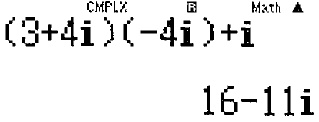 CMPLX R Math ▲
(3+4i)(-4i)+i
16-11i